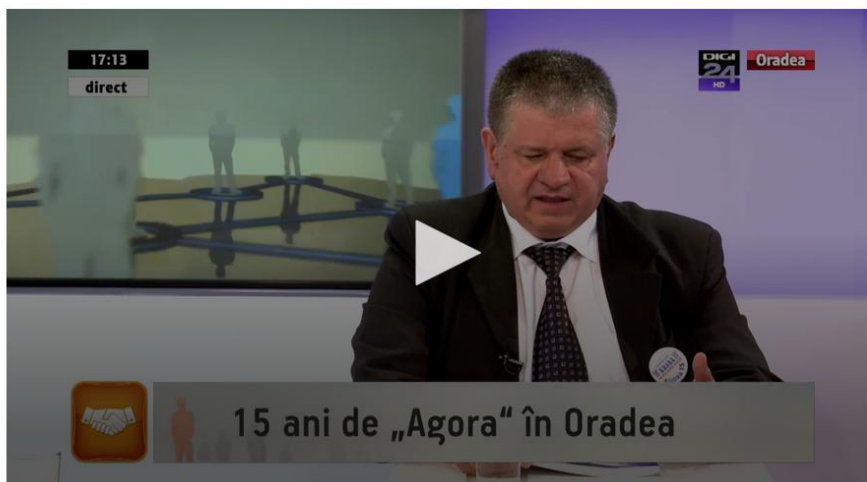 17:13
direct
DIGI
24
HD
Oradea
15 ani de „Agora“ în Oradea